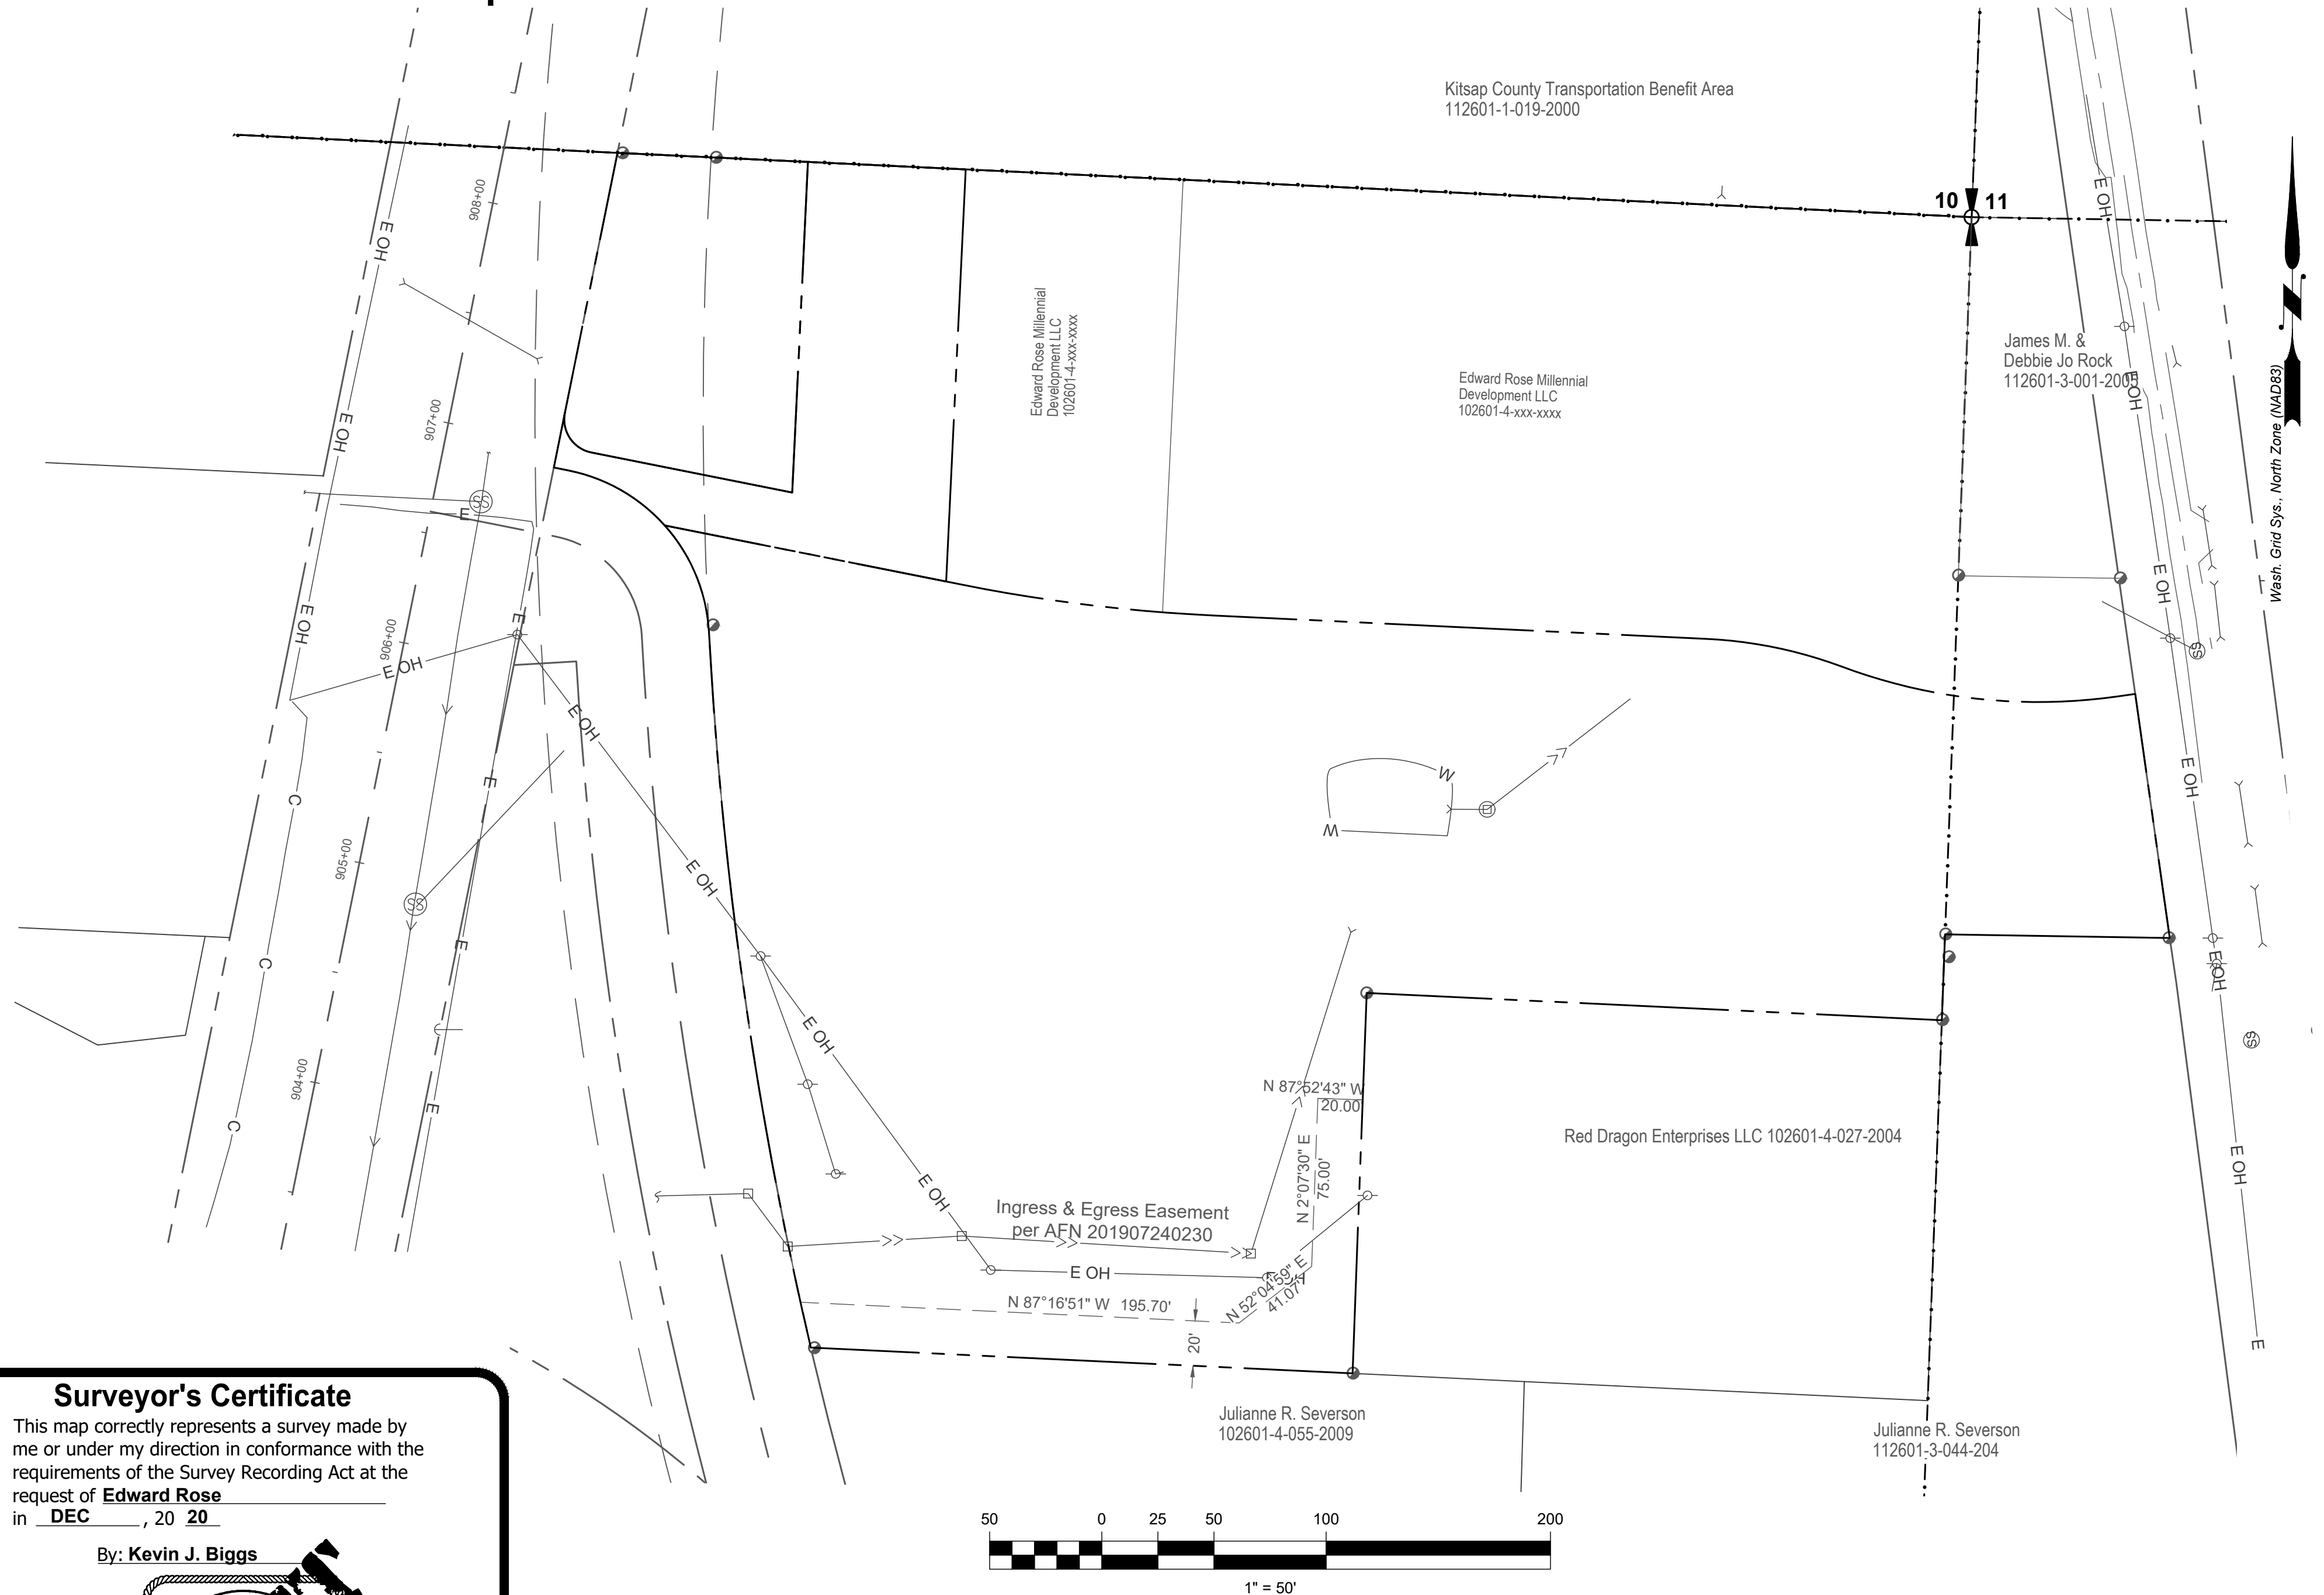 Kitsap County Transportation Benefit Area
112601-1-019-2000
10 11
908+00
E OH
E OH
James M. &
Debbie Jo Rock
112601-3-001-2005
Edward Rose Millennial
Development LLC
102601-4-xxx-xxxx
Edward Rose Millennial
Development LLC
102601-4-xxx-xxxx
Wash. Grid Sys., North Zone (NAD83)
E OH
907+00
E OH
SS
E
E OH
E OH
E
906+00
E OH
SS
E OH
E OH
E
C
W
W
905+00
E OH
SS
E
C
E OH
E OH
SS
904+00
E
C
N 87°52'43" W
20.00'
N 2°07'30" E
75.00'
Red Dragon Enterprises LLC 102601-4-027-2004
E OH
E OH
Ingress & Egress Easement
per AFN 201907240230
E OH
N 52°04'59" E
41.07'
N 87°16'51" W 195.70'
20'
E
Julianne R. Severson
102601-4-055-2009
Julianne R. Severson
112601-3-044-204
Surveyor's Certificate
This map correctly represents a survey made by
me or under my direction in conformance with the
requirements of the Survey Recording Act at the
request of Edward Rose
in DEC , 20 20
By: Kevin J. Biggs
50 0 25 50 100 200
1" = 50'